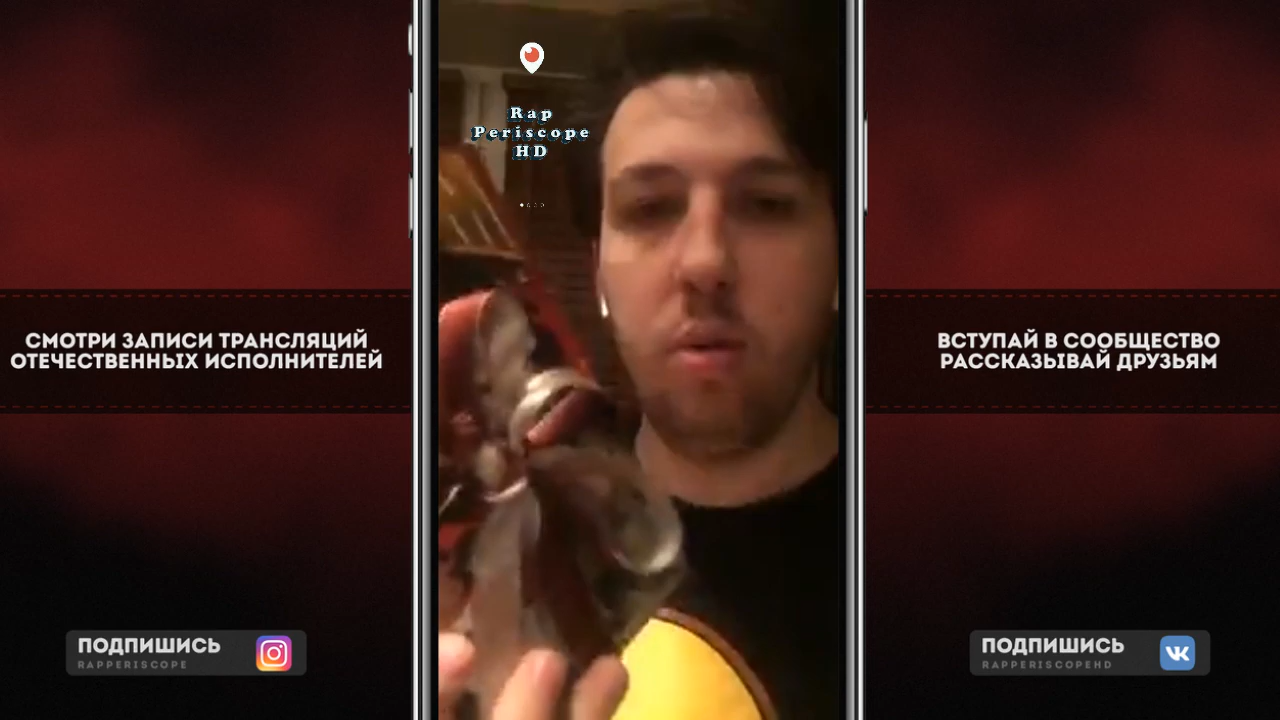 Rap
Periscope
HD
СМОТРИ ЗАПИСИ ТРАНСЛЯЦИЙ
ОТЕЧЕСТВЕННЫХ ИСПОЛНИТЕЛЕЙ
ВСТУПАЙ В СООБЩЕСТВО
РАССКАЗЫВАЙ ДРУЗЬЯМ
ПОДПИШИСЬ
RAPPERISCOPE
ПОДПИШИСЬ
RAPPERISCOPEHD